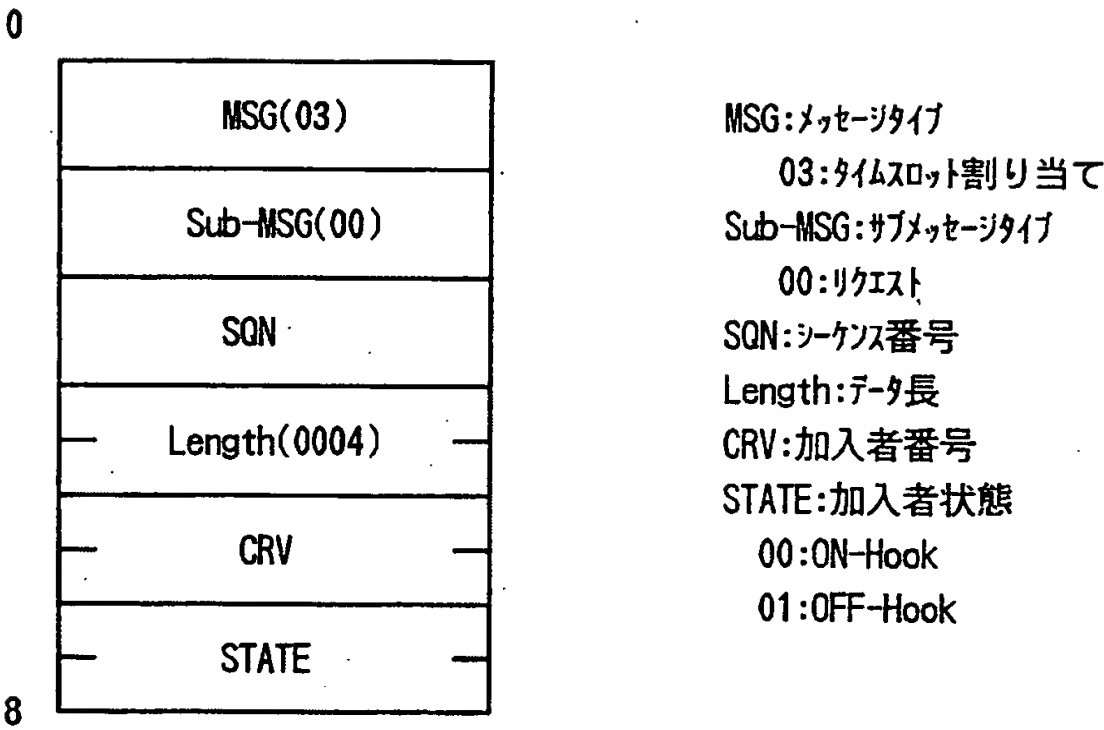 0
MSG(03)
Sub-MSG(00)
SQN
Length(0004)
CRV
STATE
8
MSG:メッセージタイプ
03:タイムスロット割り当て
Sub-MSG:サブメッセージタイプ
00:リクエスト
SQN:シーケンス番号
Length:データ長
CRV:加入者番号
STATE:加入者状態
00:ON-Hook
01:OFF-Hook